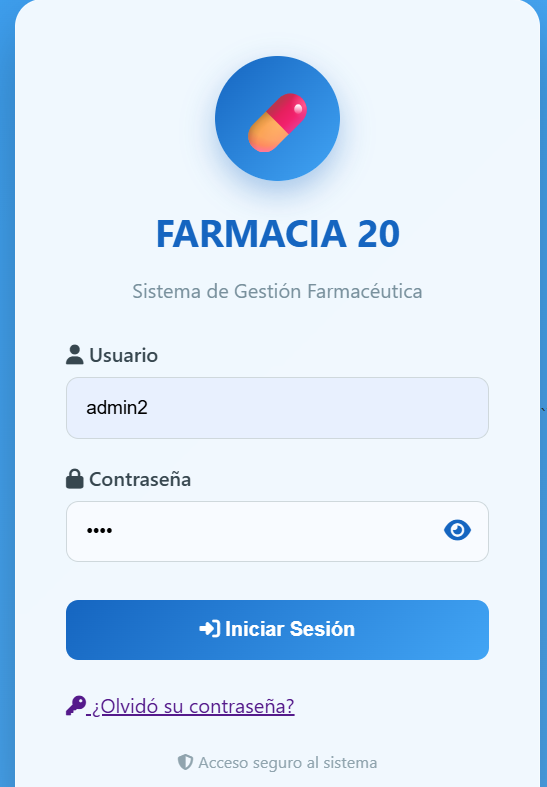 FARMACIA 20
Sistema de Gestión Farmacéutica
Usuario
admin2
Contraseña
••••
Iniciar Sesión
¿Olvidó su contraseña?
Acceso seguro al sistema